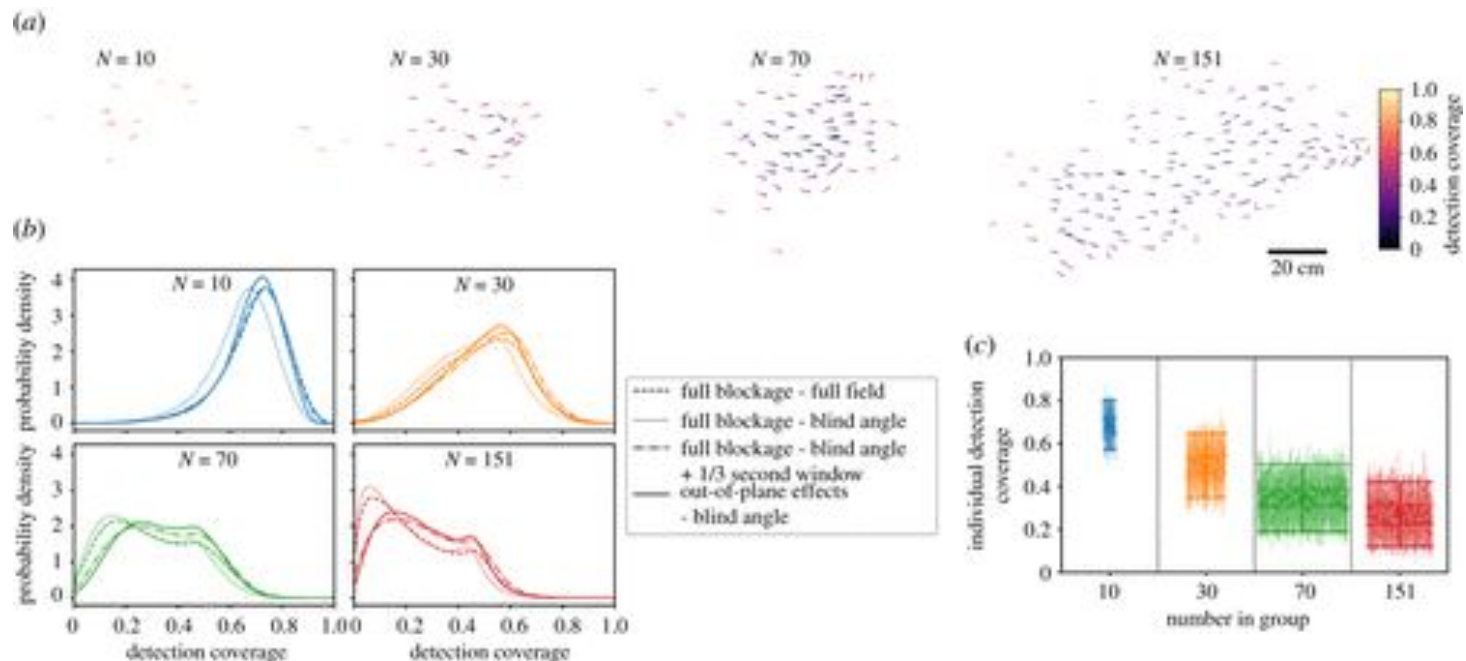 (a)
N = 10
N = 30
N = 70
N = 151
1.0
0.8
0.6
0.4
0.2
0
detection coverage
20 cm
(b)
probability density
4
3
2
1
0
N = 10
N = 30
probability density
4
3
2
1
0
N = 70
N = 151
0 0.2 0.4 0.6 0.8 1.0
detection coverage
0 0.2 0.4 0.6 0.8 1.0
detection coverage
full blockage - full field
full blockage - blind angle
full blockage - blind angle
+ 1/3 second window
out-of-plane effects
- blind angle
(c)
individual detection
coverage
1.0
0.8
0.6
0.4
0.2
0
10 30 70 151
number in group